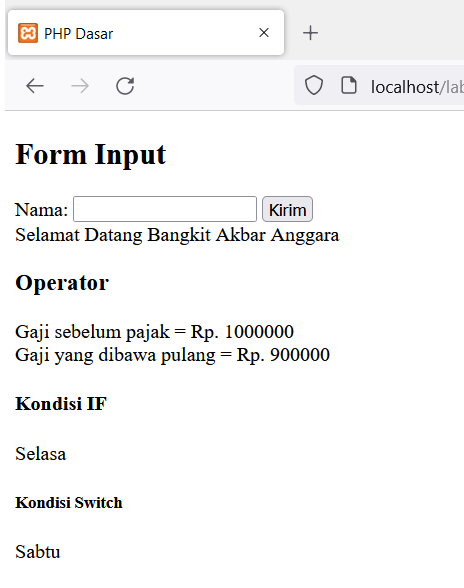 PHP Dasar
localhost/lab
Form Input
Nama:
Kirim
Selamat Datang Bangkit Akbar Anggara
Operator
Gaji sebelum pajak = Rp. 1000000
Gaji yang dibawa pulang = Rp. 900000
Kondisi IF
Selasa
Kondisi Switch
Sabtu